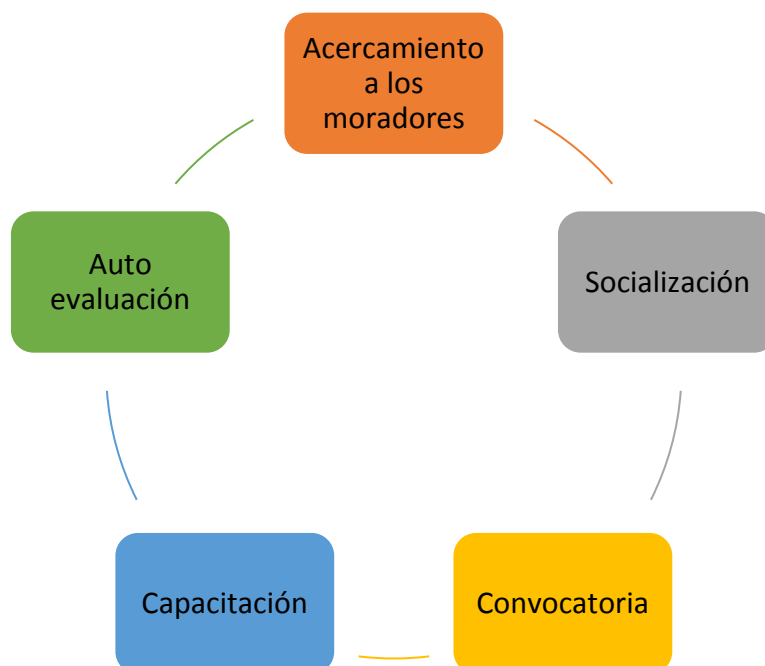 Acercamiento
a los
moradores
Socialización
Convocatoria
Capacitación
Auto
evaluación